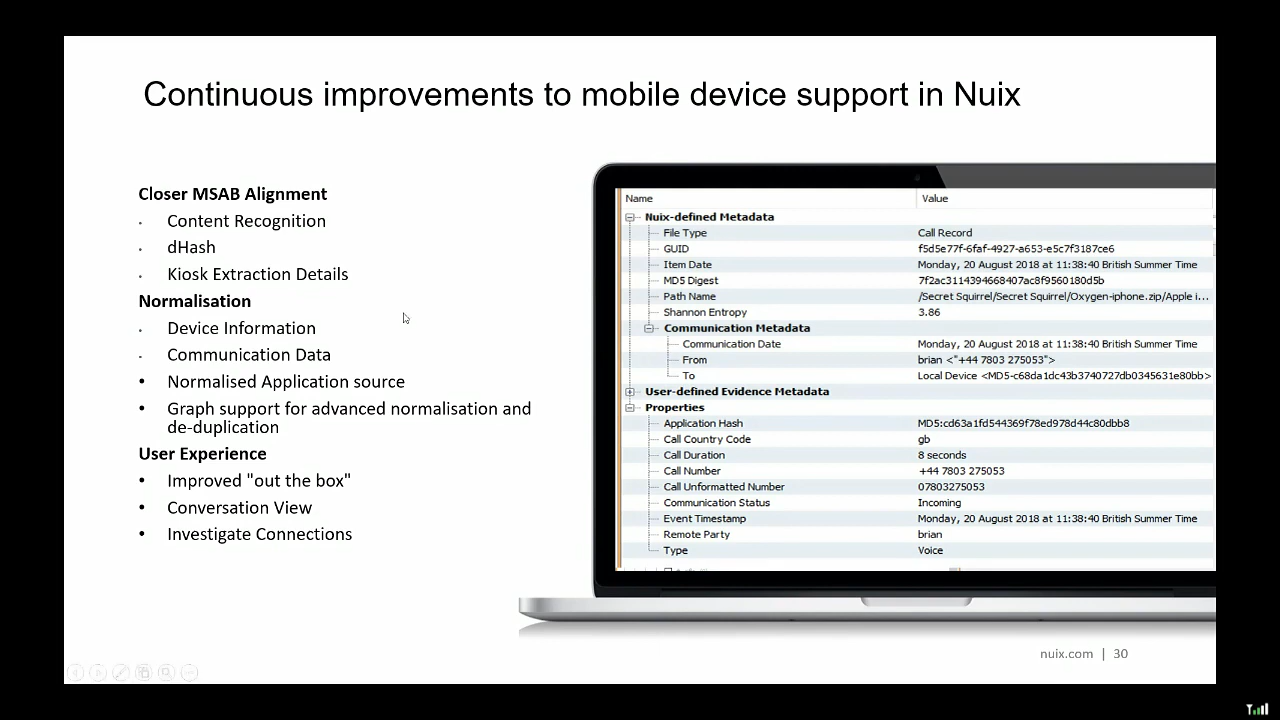 Continuous improvements to mobile device support in Nuix
Closer MSAB Alignment
Content Recognition
dHash
Kiosk Extraction Details
Normalisation
Device Information
Communication Data
• Normalised Application source
• Graph support for advanced normalisation and
de-duplication
User Experience
• Improved "out the box"
• Conversation View
• Investigate Connections
Name Value
Nuix-defined Metadata
File Type Call Record
GUID f5d5e77f-6faf-4927-a653-e5c7f3187ce6
Item Date Monday, 20 August 2018 at 11:38:40 British Summer Time
MD5 Digest 7f2ac3114394668407ac8f9560180d5b
Path Name /Secret Squirrel/Secret Squirrel/Oxygen-iphone.zip/Apple i...
Shannon Entropy 3.86
Communication Metadata
Communication Date Monday, 20 August 2018 at 11:38:40 British Summer Time
From brian <"+44 7803 275053">
To Local Device <MD5-c68da1dc43b3740727db0345631e80bb>
User-defined Evidence Metadata
Properties
Application Hash MD5:cd63a1fd544369f78ed978d44c80dbb8
Call Country Code gb
Call Duration 8 seconds
Call Number +44 7803 275053
Call Unformatted Number 07803275053
Communication Status Incoming
Event Timestamp Monday, 20 August 2018 at 11:38:40 British Summer Time
Remote Party brian
Type Voice
nuix.com | 30